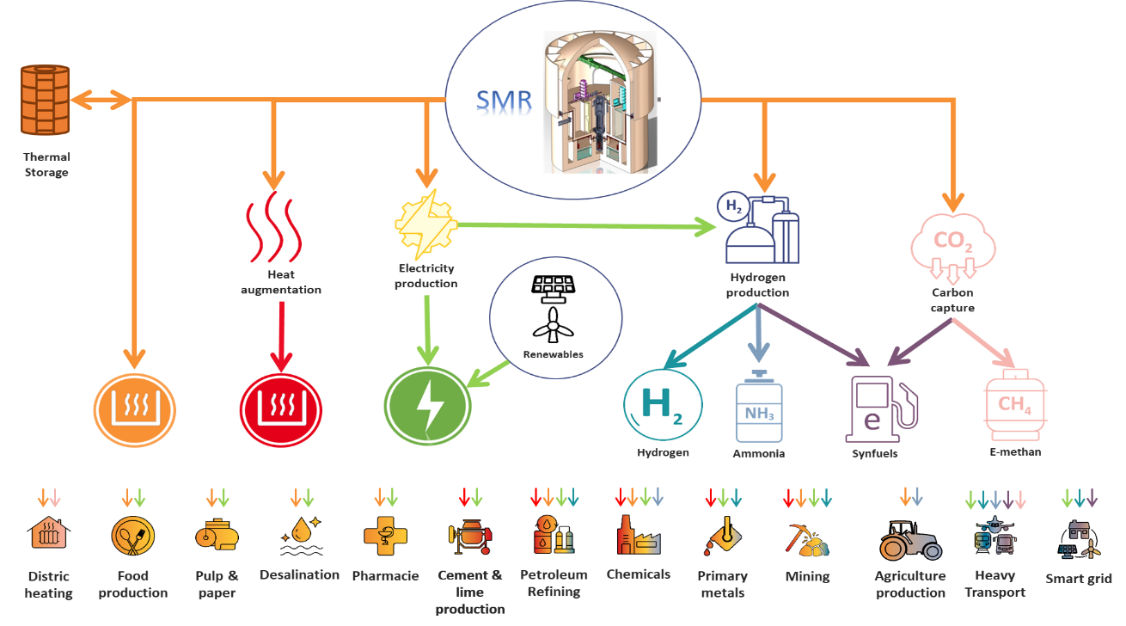 SMR
Thermal
Storage
H2
CO2
Heat
augmentation
Electricity
production
Hydrogen
production
Carbon
capture
Renewables
H2
NH3
e
CH4
Hydrogen
Ammonia
Synfuels
E-methan
Distric
heating
Food
production
Pulp &
paper
Desalination
Pharmacie
Cement &
lime
production
Petroleum
Refining
Chemicals
Primary
metals
Mining
Agriculture
production
Heavy
Transport
Smart grid